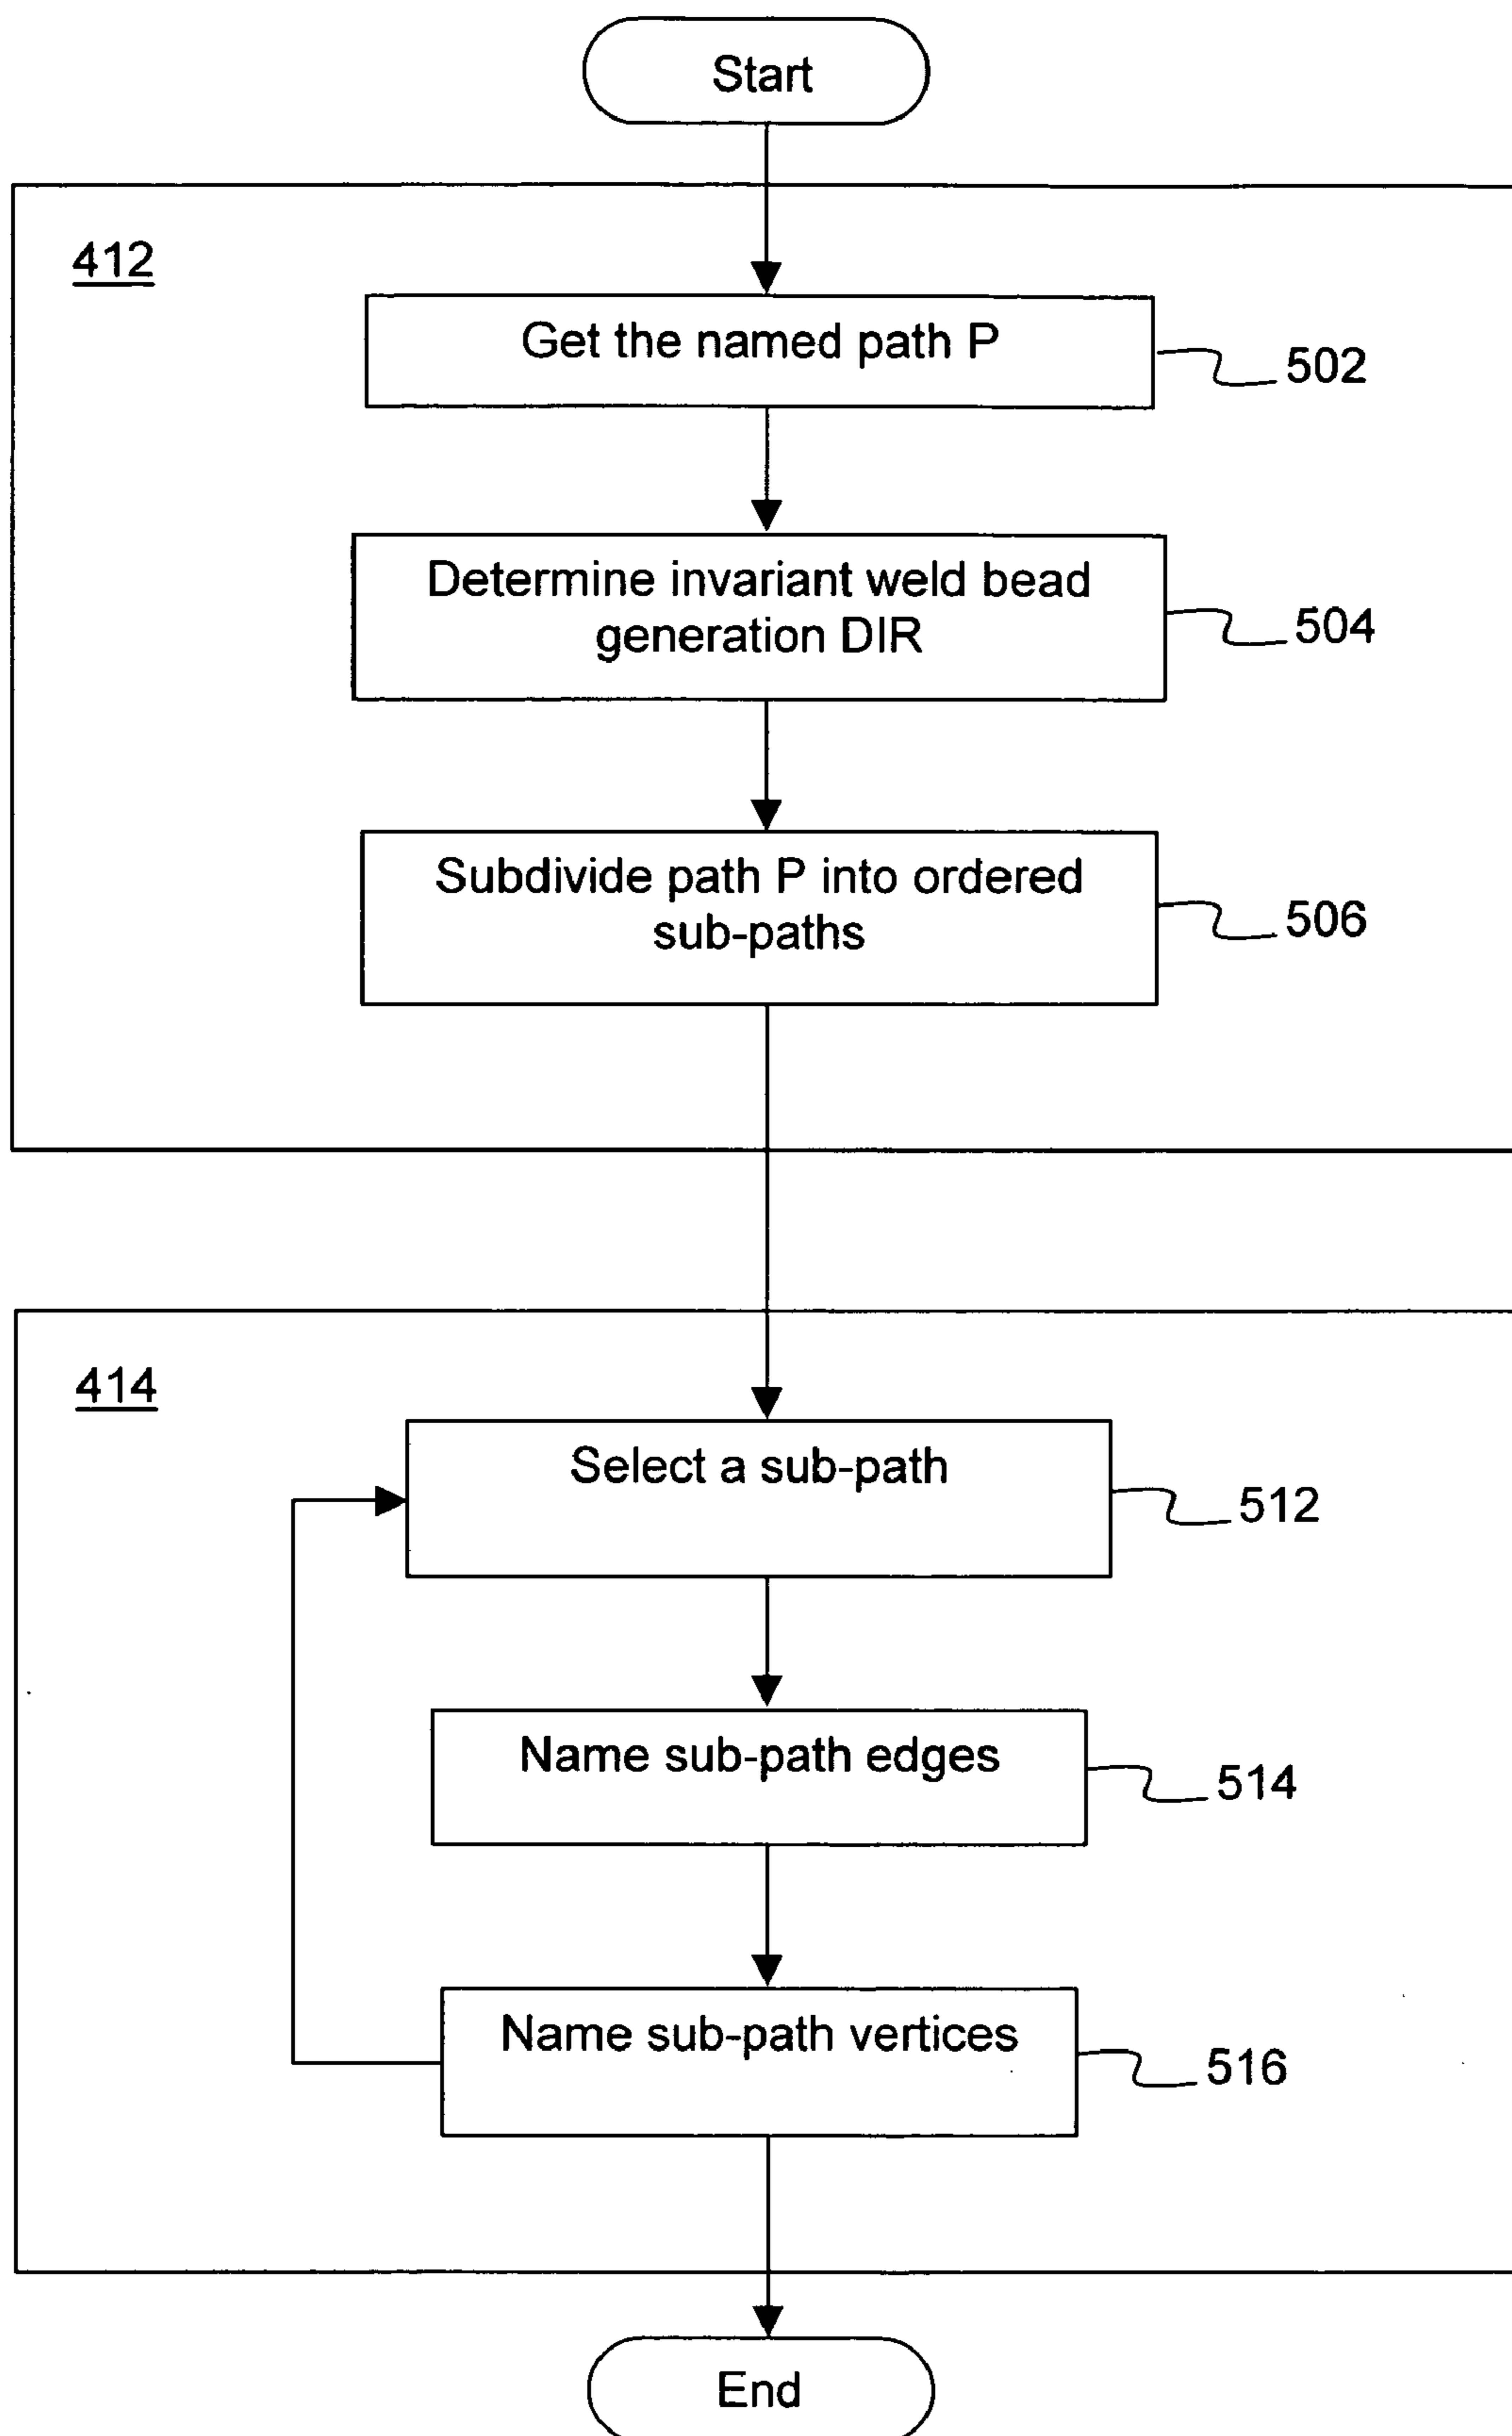 Start
412
Get the named path P
502
Determine invariant weld bead
generation DIR
504
Subdivide path P into ordered
sub-paths
506
414
Select a sub-path
512
Name sub-path edges
514
Name sub-path vertices
516
End